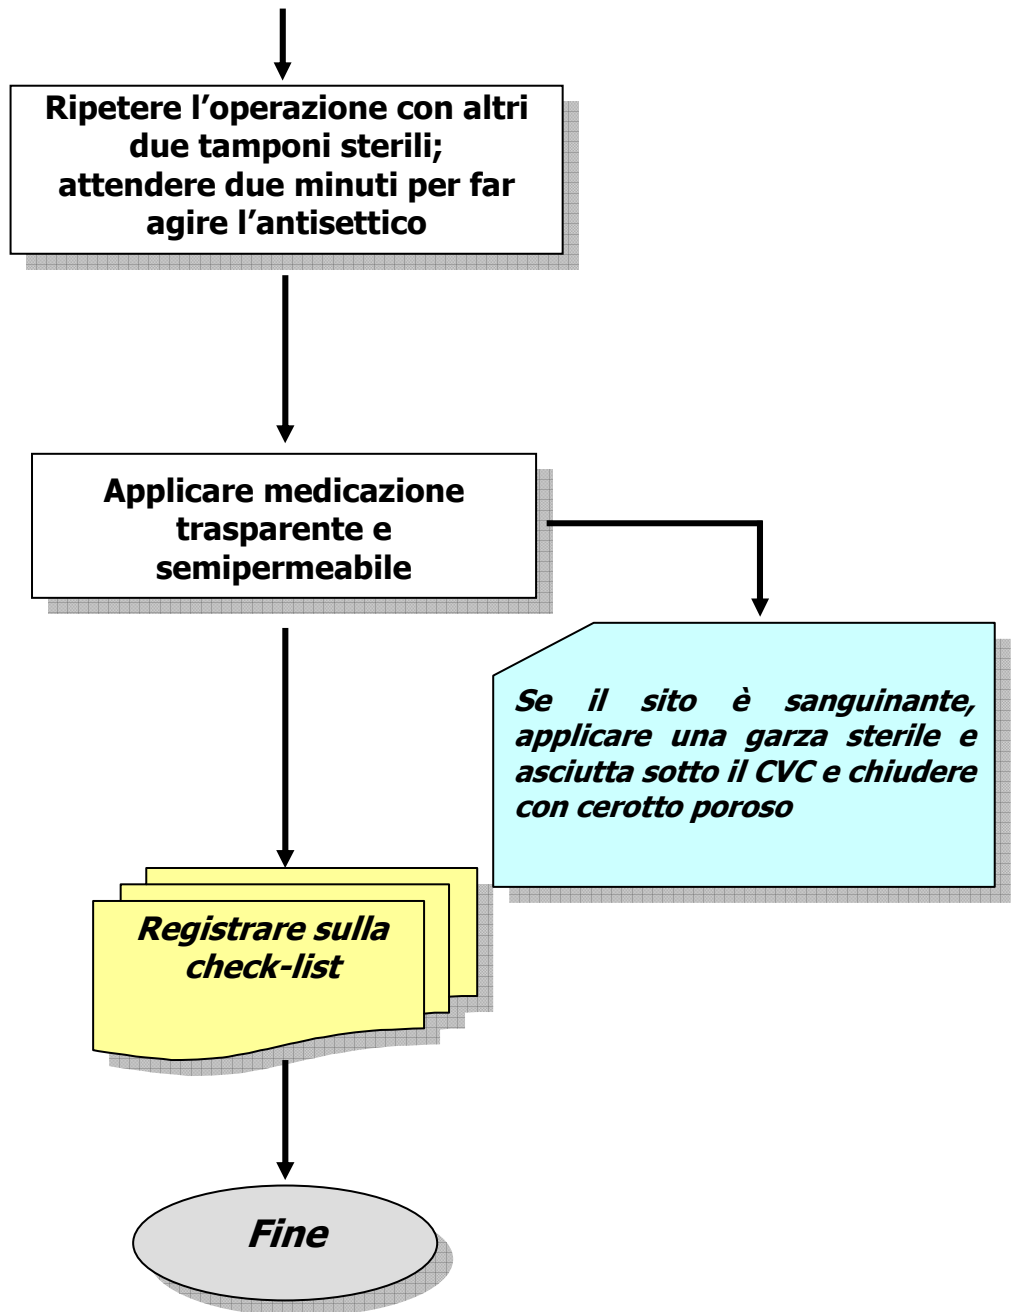 Ripetere l’operazione con altri
due tamponi sterili;
attendere due minuti per far
agire l’antisettico
Applicare medicazione
trasparente e
semipermeabile
Se il sito è sanguinante,
applicare una garza sterile e
asciutta sotto il CVC e chiudere
con cerotto poroso
Registrare sulla
check-list
Fine